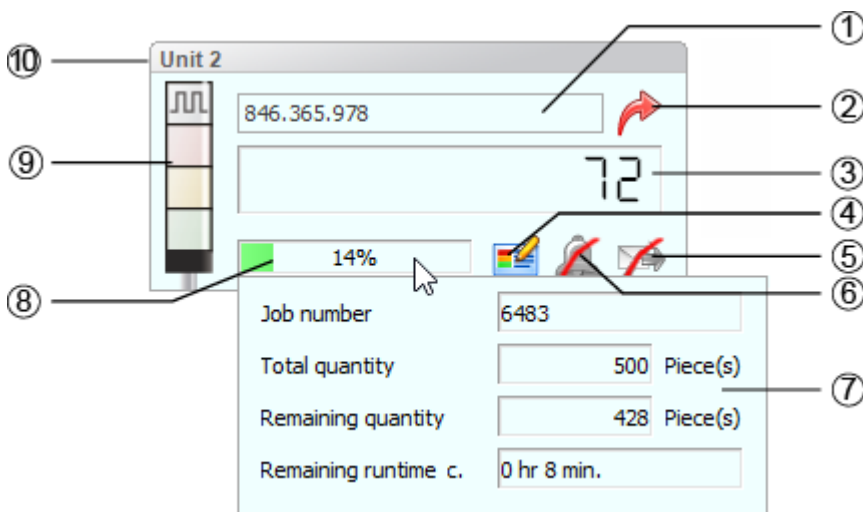 ①
⑩ Unit 2
846.365.978 ②
⑨ 72 ③
④
14% ⑤
⑧ ⑥
Job number 6483
Total quantity 500 Piece(s)
⑦
Remaining quantity 428 Piece(s)
Remaining runtime c. 0 hr 8 min.